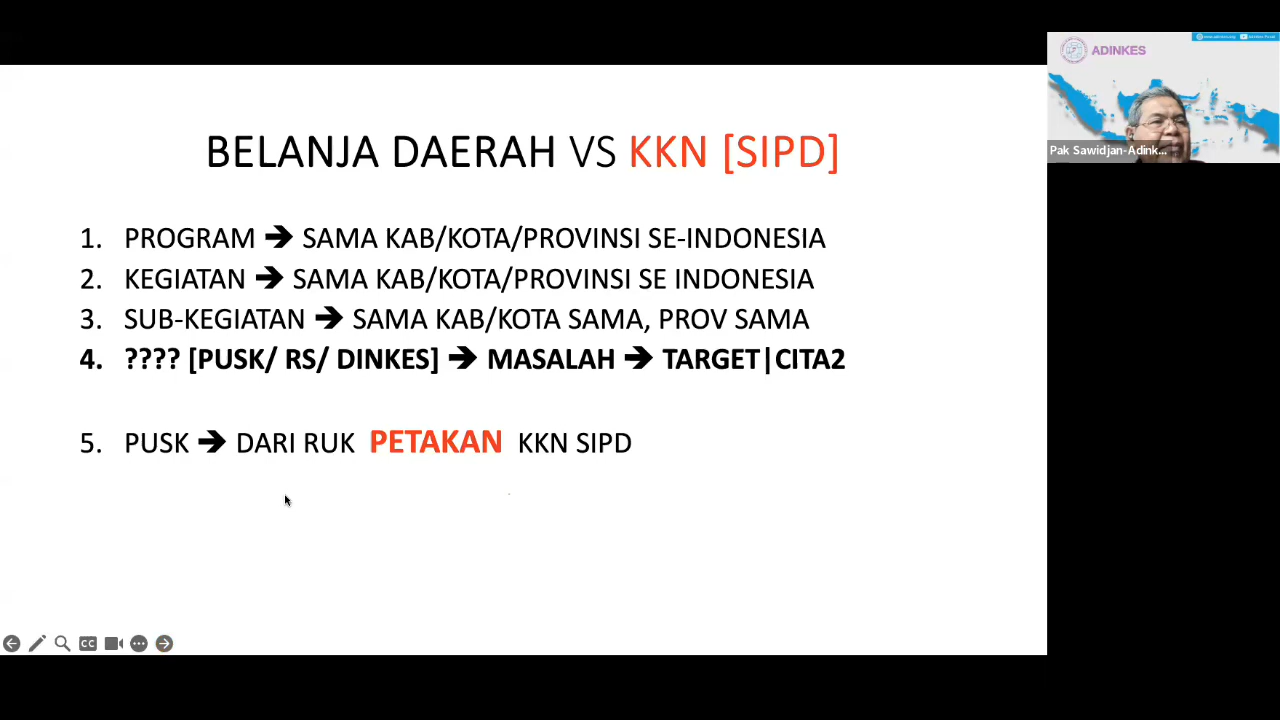 BELANJA DAERAH VS KKN [SIPD]
1. PROGRAM ➔ SAMA KAB/KOTA/PROVINSI SE-INDONESIA
2. KEGIATAN ➔ SAMA KAB/KOTA/PROVINSI SE INDONESIA
3. SUB-KEGIATAN ➔ SAMA KAB/KOTA SAMA, PROV SAMA
4. ???? [PUSK/ RS/ DINKES] ➔ MASALAH ➔ TARGET|CITA2
5. PUSK ➔ DARI RUK PETAKAN KKN SIPD
CC
ADINKES
Pak Sawidjan-Adink...